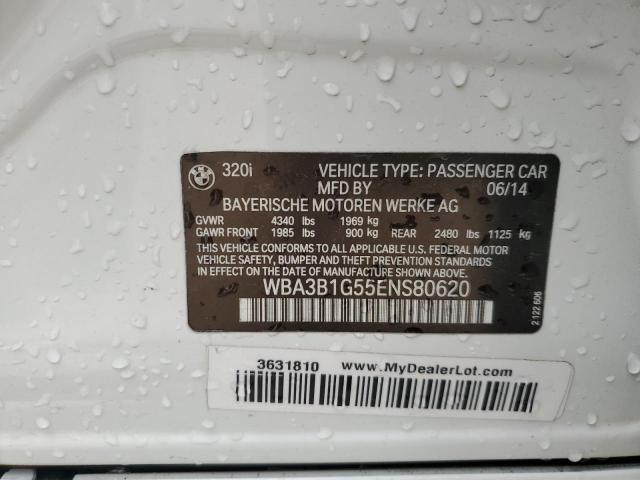 BMW 320i VEHICLE TYPE: PASSENGER CAR
MFD BY 06/14
BAYERISCHE MOTOREN WERKE AG
GVWR 4340 lbs 1969 kg
GAWR FRONT 1985 lbs 900 kg REAR 2480 lbs 1125 kg
THIS VEHICLE CONFORMS TO ALL APPLICABLE U.S. FEDERAL MOTOR
VEHICLE SAFETY, BUMPER AND THEFT PREVENTION STANDARDS
IN EFFECT ON THE DATE OF MANUFACTURE SHOWN ABOVE.
WBA3B1G55ENS80620
2 122 606
3631810 www.MyDealerLot.com